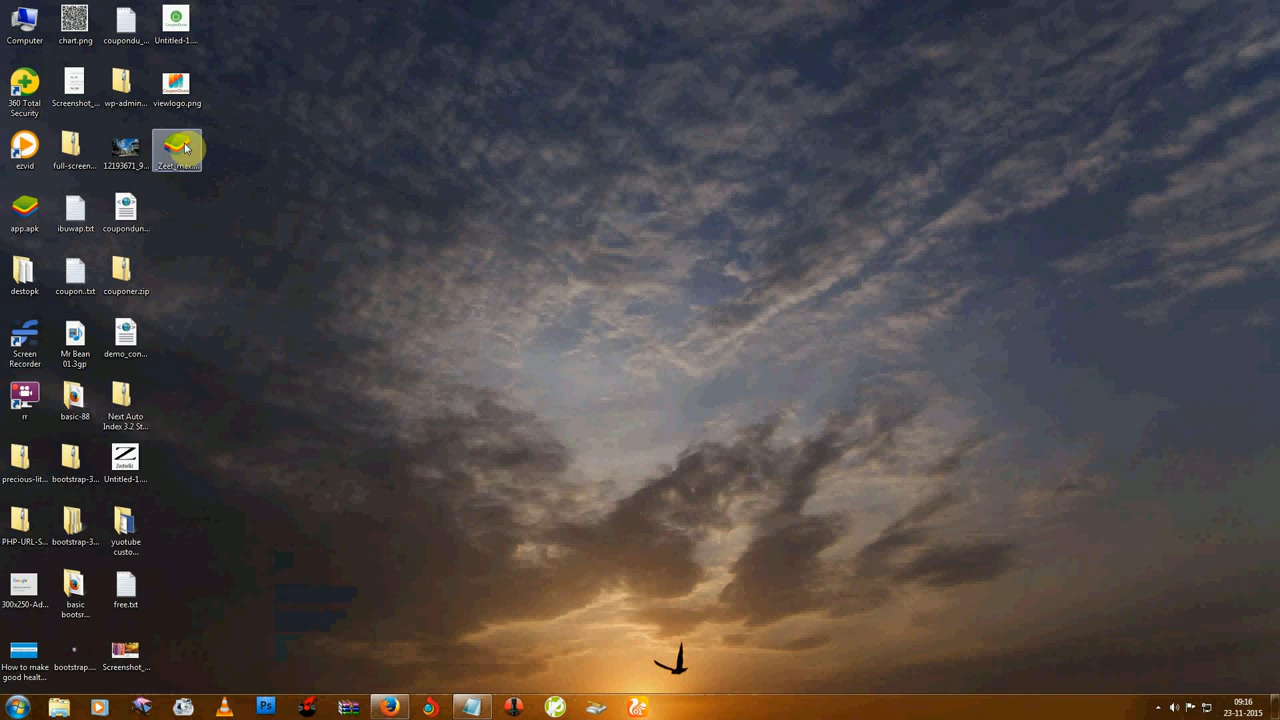 Computer
chart.png
coupondu_...
Untitled-1....
360 Total
Security
Screenshot_...
wp-admin...
viewlogo.png
ezvid
full-screen...
12193671_9...
_Zeet_max....
app.apk
ibuwap.txt
coupondun...
destopk
coupon..txt
couponer.zip
Screen
Recorder
Mr Bean
01.3gp
demo_con...
rr
basic-88
Next Auto
Index 3.2 St...
precious-lit...
bootstrap-3...
Untitled-1....
PHP-URL-S...
bootstrap-3...
yuotube
custo...
300x250-Ad...
basic
bootsr...
free.txt
How to make
good healt...
bootstrap....
Screenshot_...
Ps
09:16
23-11-2015